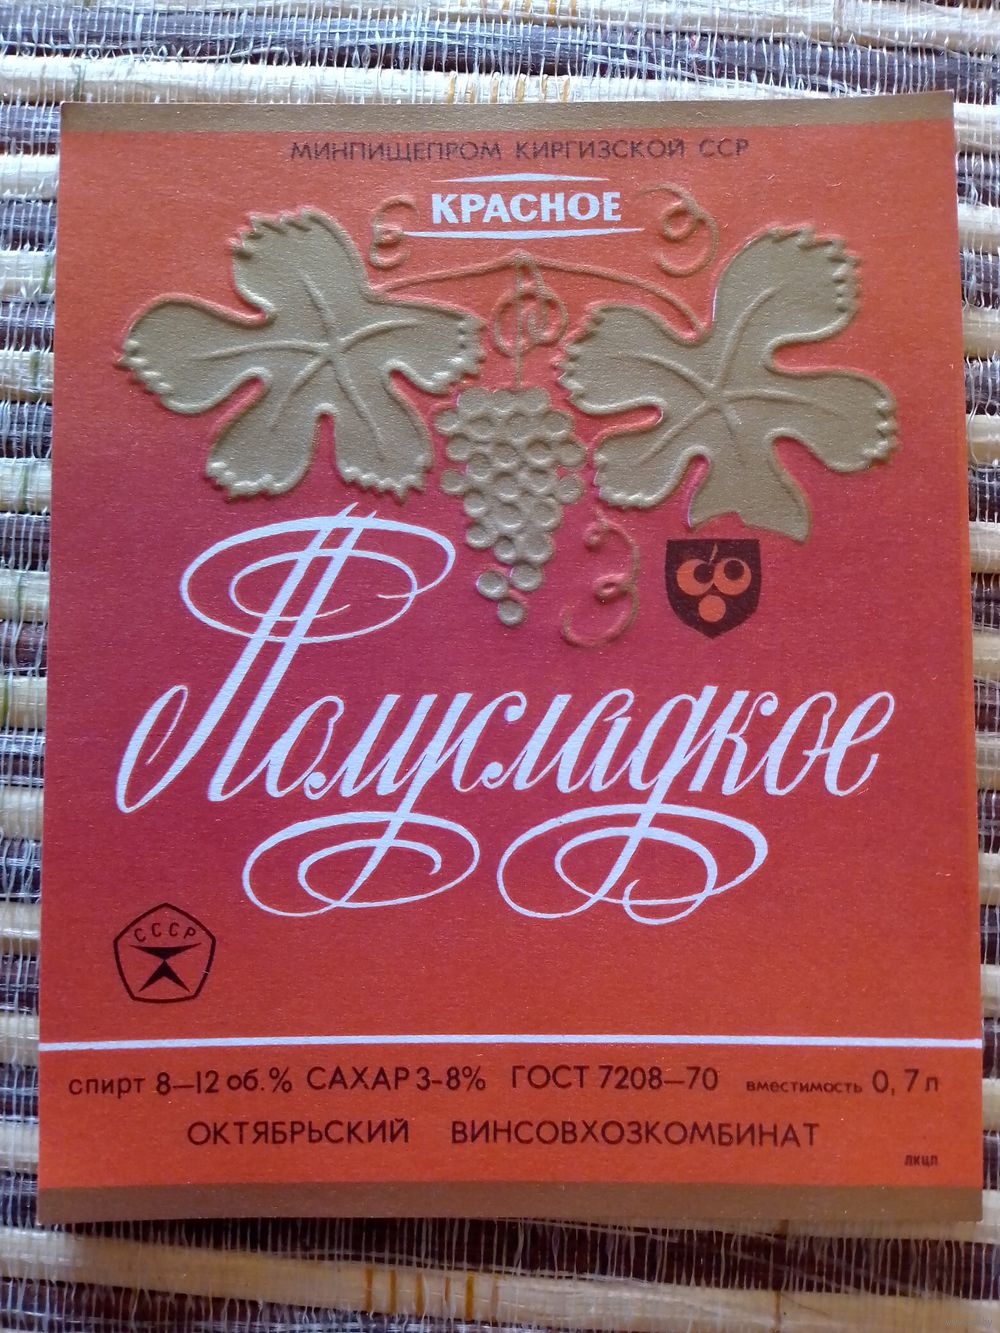 МИНПИЩЕПРОМ КИРГИЗСКОЙ ССР
КРАСНОЕ
Полусладкое
СССР
спирт 8—12 об.% САХАР 3-8% ГОСТ 7208—70 вместимость 0,7 л
ОКТЯБРЬСКИЙ ВИНСОВХОЗКОМБИНАТ
ЛКЦП